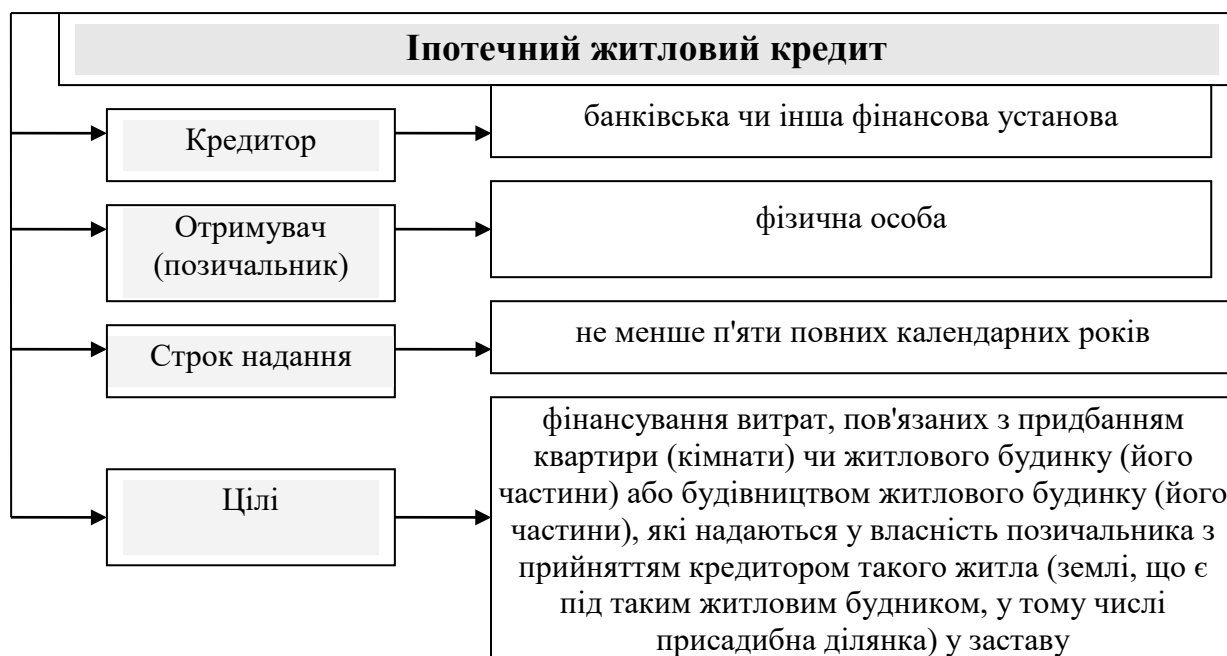 Іпотечний житловий кредит
Кредитор
банківська чи інша фінансова установа
Отримувач
(позичальник)
фізична особа
Строк надання
не менше п'яти повних календарних років
Цілі
фінансування витрат, пов'язаних з придбанням
квартири (кімнати) чи житлового будинку (його
частини) або будівництвом житлового будинку (його
частини), які надаються у власність позичальника з
прийняттям кредитором такого житла (землі, що є
під таким житловим будником, у тому числі
присадибна ділянка) у заставу